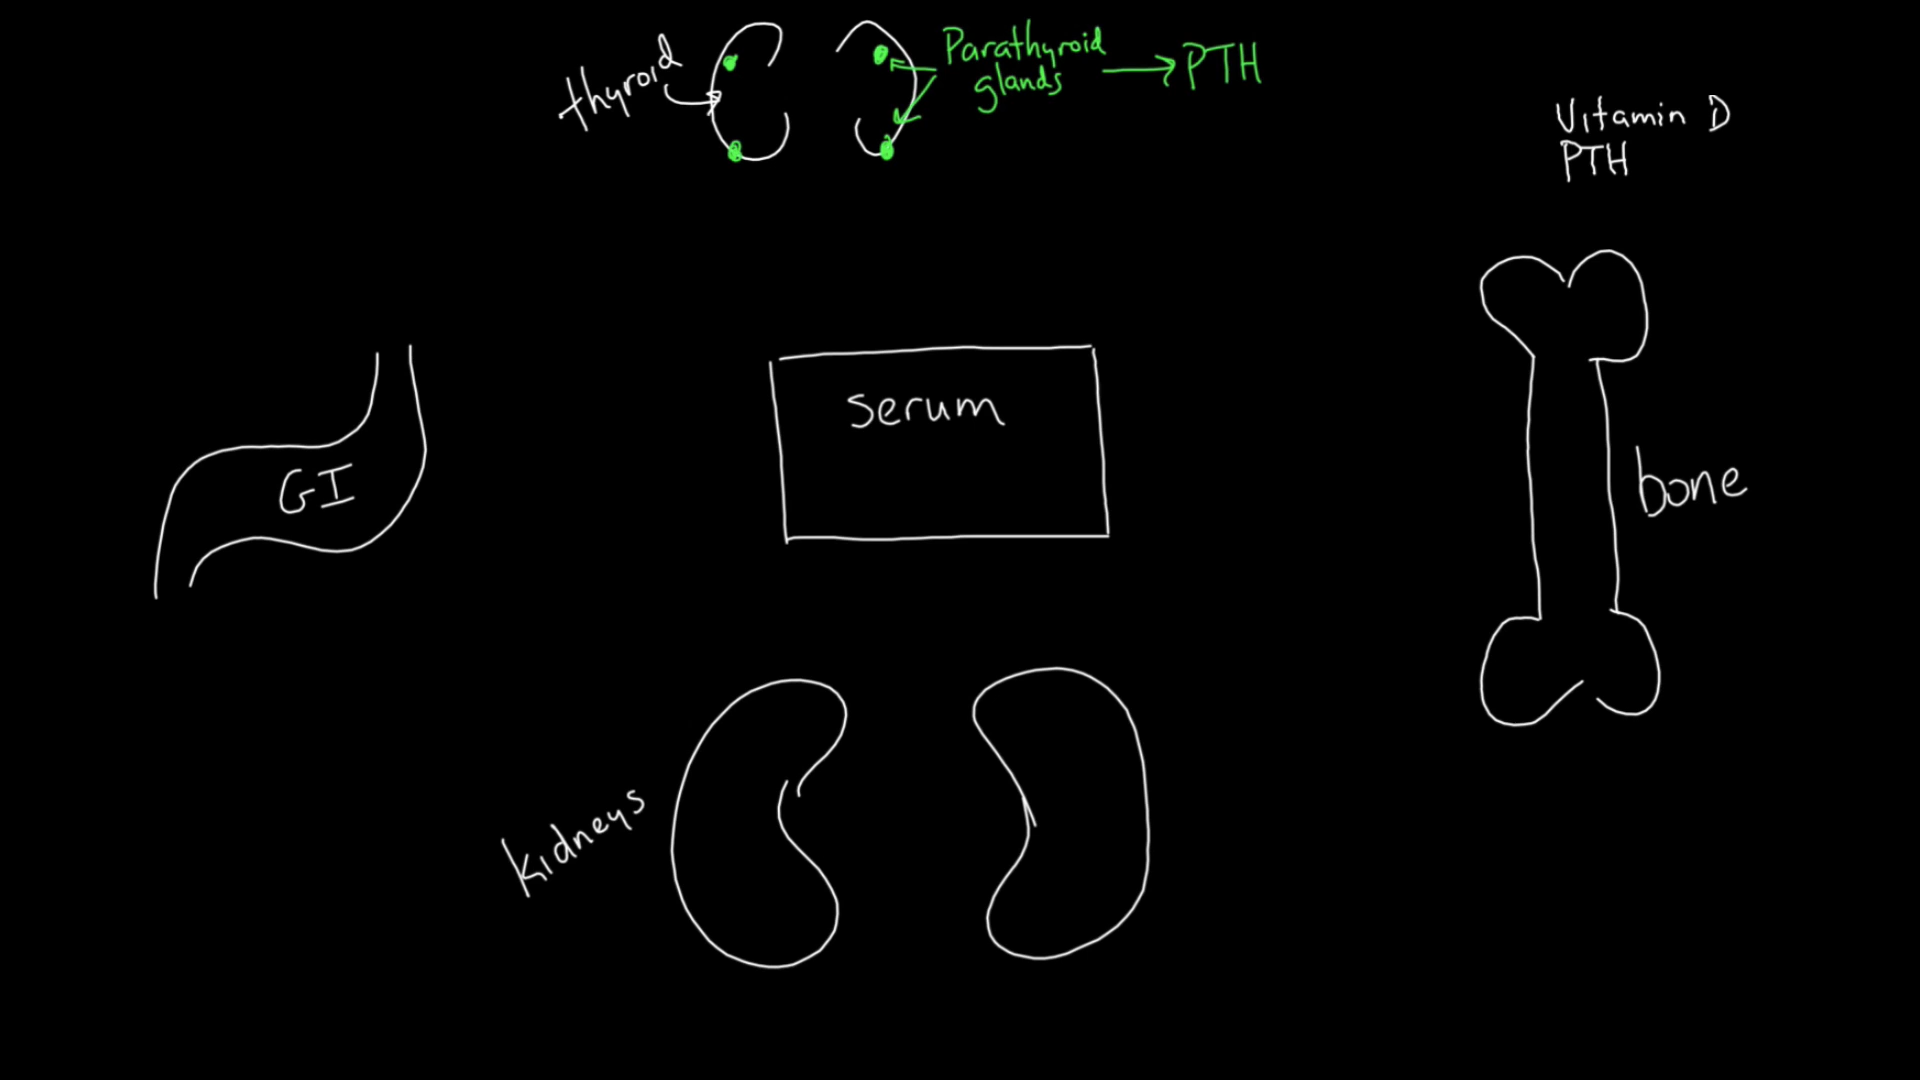 thyroid
Parathyroid
glands
PTH
Vitamin D
PTH
serum
GI
bone
kidneys